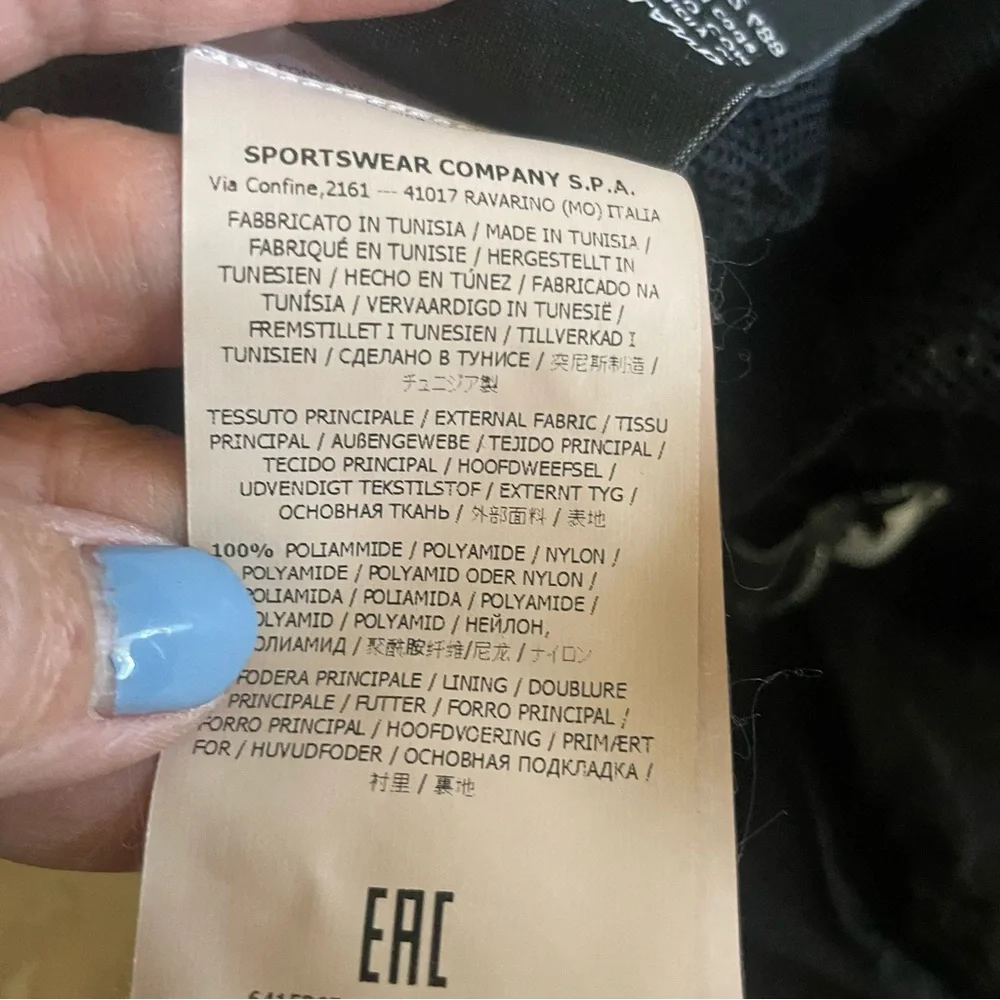 SPORTSWEAR COMPANY S.P.A.
Via Confine,2161 --- 41017 RAVARINO (MO) ITALIA
FABBRICATO IN TUNISIA / MADE IN TUNISIA /
FABRIQUÉ EN TUNISIE / HERGESTELLT IN
TUNESIEN / HECHO EN TÚNEZ / FABRICADO NA
TUNÍSIA / VERVAARDIGD IN TUNESIË /
FREMSTILLET I TUNESIEN / TILLVERKAD I
TUNISIEN / СДЕЛАНО В ТУНИСЕ / 突尼斯制造 /
チュニジア製
TESSUTO PRINCIPALE / EXTERNAL FABRIC / TISSU
PRINCIPAL / AUßENGEWEBE / TEJIDO PRINCIPAL /
TECIDO PRINCIPAL / HOOFDWEEFSEL /
UDVENDIGT TEKSTILSTOF / EXTERNT TYG /
ОСНОВНАЯ ТКАНЬ / 外部面料 / 表地
100% POLIAMMIDE / POLYAMIDE / NYLON /
POLYAMIDE / POLYAMID ODER NYLON /
POLIAMIDA / POLIAMIDA / POLYAMIDE /
OLYAMID / POLYAMID / НЕЙЛОН,
ОЛИАМИД / 聚酰胺纤维/尼龙 / ナイロン
FODERA PRINCIPALE / LINING / DOUBLURE
PRINCIPALE / FUTTER / FORRO PRINCIPAL /
FORRO PRINCIPAL / HOOFDVOERING / PRIMÆRT
FOR / HUVUDFODER / ОСНОВНАЯ ПОДКЛАДКА /
衬里 / 裏地
EAC